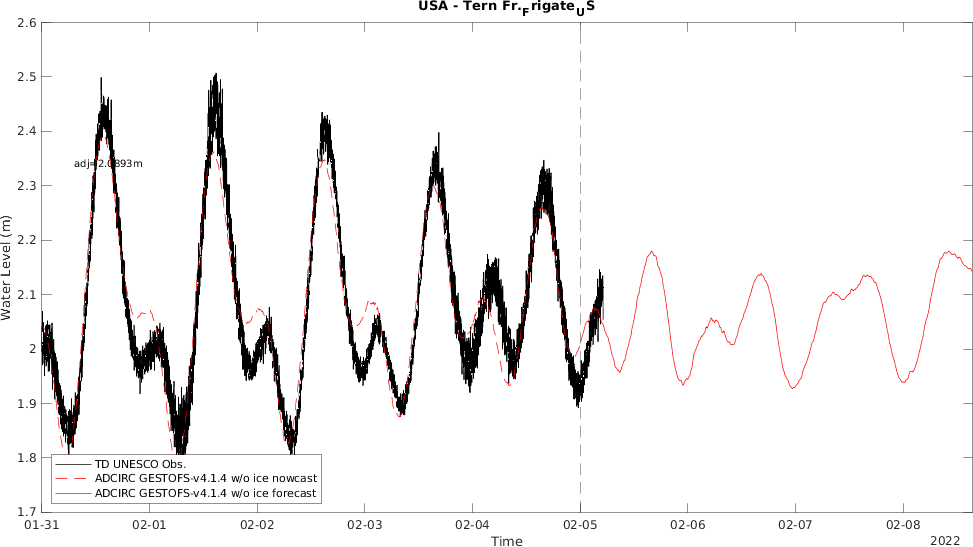 USA - Tern Fr.FrigateUS
2.6
2.5
2.4
adj=2.0893m
2.3
2.2
2.1
2
1.9
1.8
1.7
Water Level (m)
TD UNESCO Obs.
ADCIRC GESTOFS-v4.1.4 w/o ice nowcast
ADCIRC GESTOFS-v4.1.4 w/o ice forecast
01-31 02-01 02-02 02-03 02-04 02-05 02-06 02-07 02-08
Time
2022